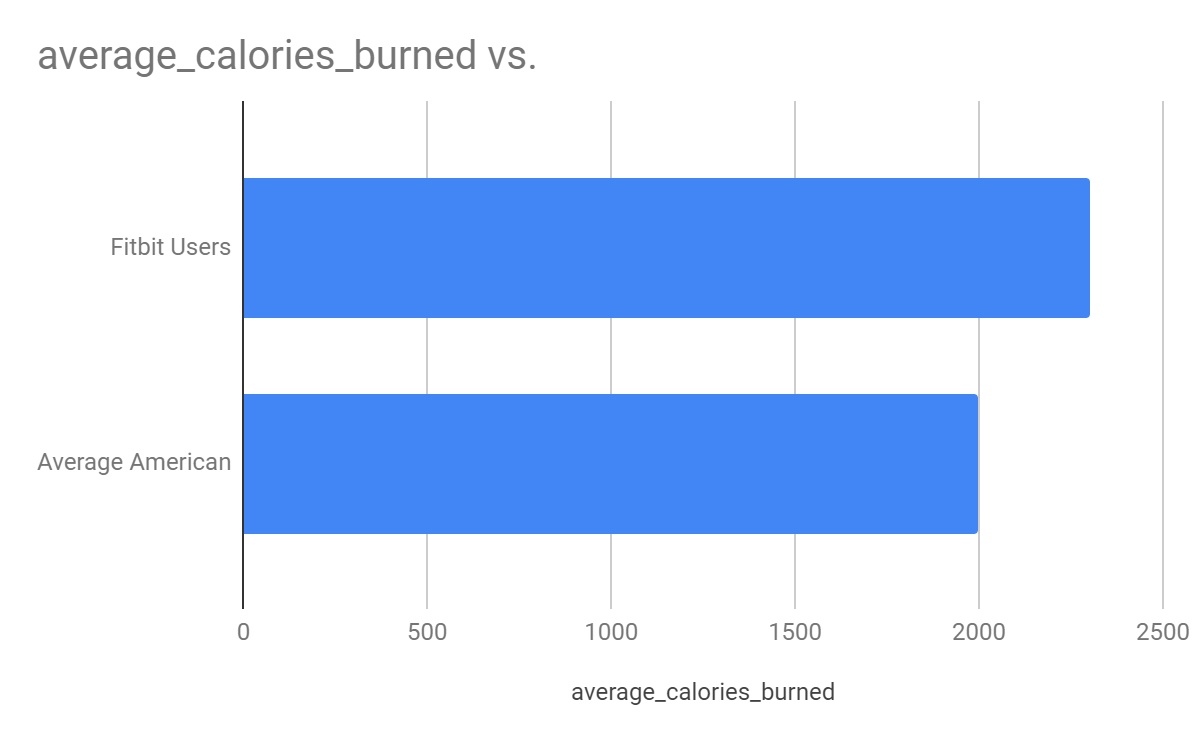 average_calories_burned vs.
Fitbit Users
Average American
0 500 1000 1500 2000 2500
average_calories_burned